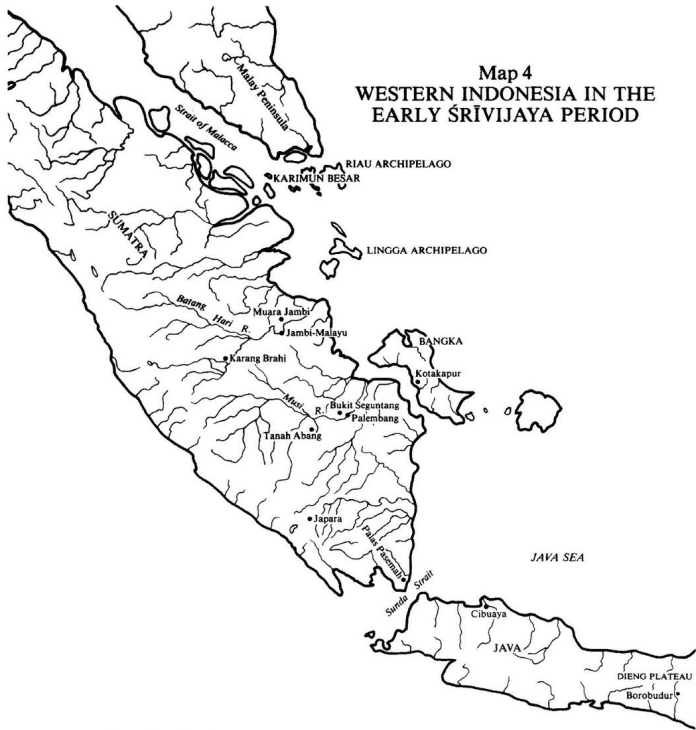 Map 4
WESTERN INDONESIA IN THE
EARLY ŚRĪVIJAYA PERIOD
Malay Peninsula
Strait of Malacca
RIAU ARCHIPELAGO
KARIMUN BESAR
SUMATRA
LINGGA ARCHIPELAGO
Batang Hari R.
Muara Jambi
Jambi-Malayu
BANGKA
Karang Brahi
Kotakapur
Musi R.
Bukit Seguntang
Palembang
Tanah Abang
Japara
Palas Pasemah
JAVA SEA
Sunda Strait
Cibuaya
JAVA
DIENG PLATEAU
Borobudur